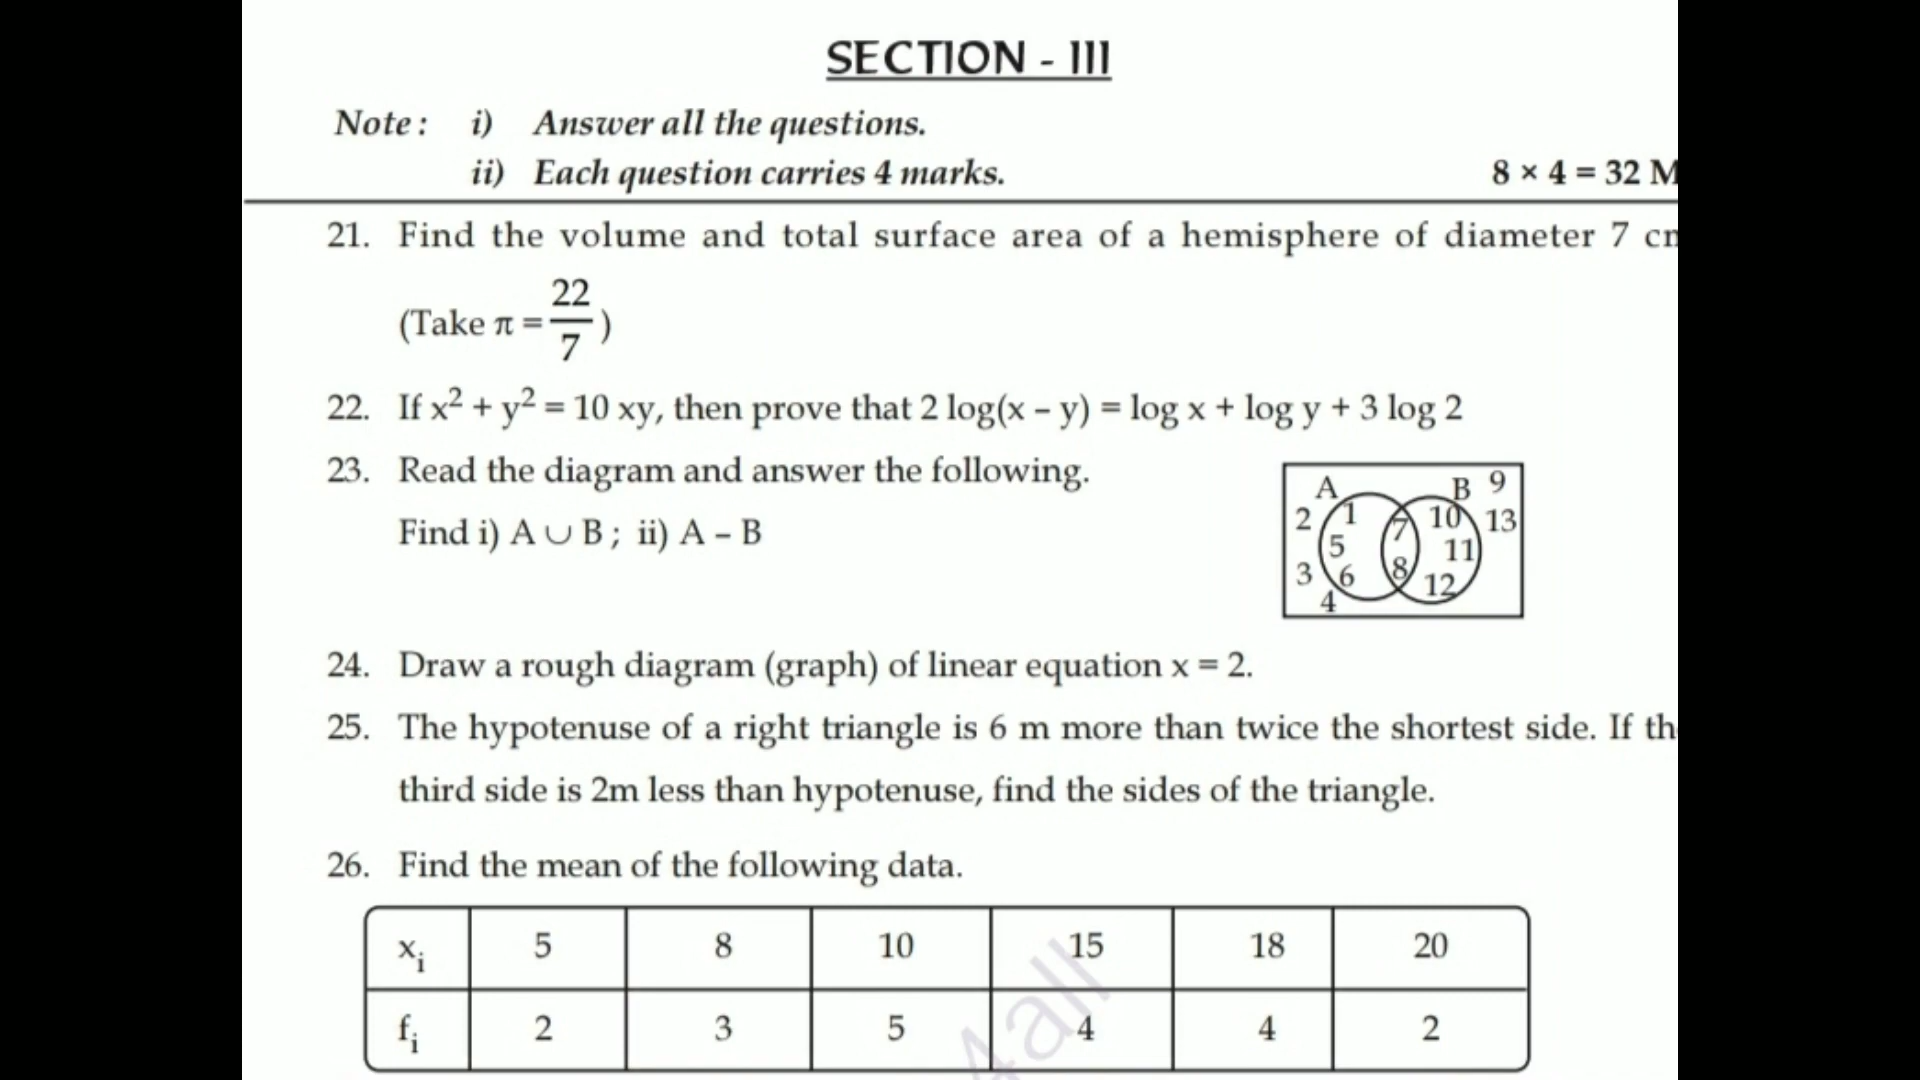 SECTION - III
Note : i) Answer all the questions.
ii) Each question carries 4 marks. 8 × 4 = 32 M
21. Find the volume and total surface area of a hemisphere of diameter 7
(Take π = 22/7)
22. If x² + y² = 10 xy, then prove that 2 log(x – y) = log x + log y + 3 log 2
23. Read the diagram and answer the following.
Find i) A ∪ B ; ii) A – B
A B 9
2 1 7 10 13
5 11
3 6 8 12
4
24. Draw a rough diagram (graph) of linear equation x = 2.
25. The hypotenuse of a right triangle is 6 m more than twice the shortest side. If th
third side is 2m less than hypotenuse, find the sides of the triangle.
26. Find the mean of the following data.
xᵢ 5 8 10 15 18 20
fᵢ 2 3 5 4 4 2
4all